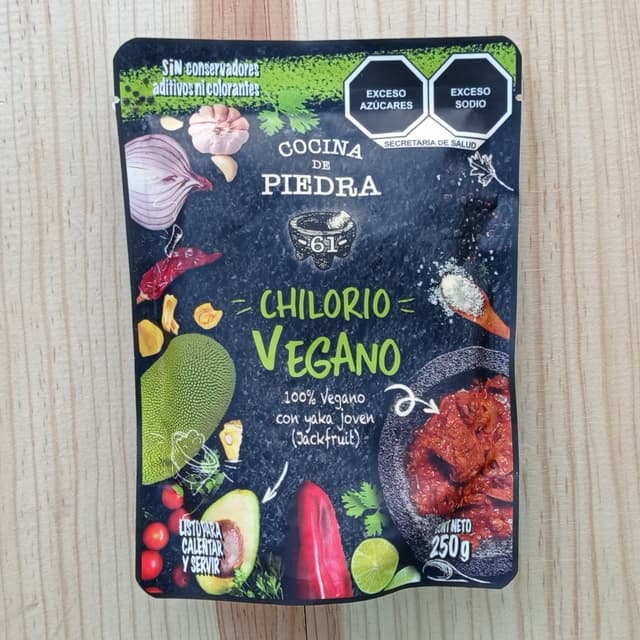 SiN conservadores
aditivos ni colorantes
EXCESO
AZÚCARES
EXCESO
SODIO
SECRETARÍA DE SALUD
COCINA
DE
PIEDRA
61
CHILORIO
VEGANO
100% Vegano
con yaka joven
(Jackfruit)
LISTO PARA
CALENTAR
Y SERVIR
CONT NETO
250g